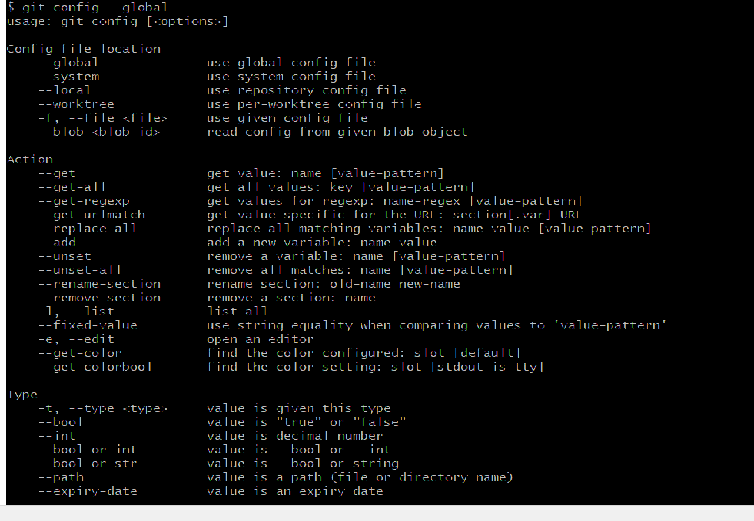 $ git config   global
usage: git config [<options>]
Config file location
global use global config file
system use system config file
--local use repository config file
--worktree use per-worktree config file
-f, --file <file> use given config file
blob <blob id> read config from given blob object
Action
--get get value: name [value-pattern]
--get-all get all values: key [value-pattern]
--get-regexp get values for regexp: name-regex [value-pattern]
get urlmatch get value specific for the URL: section[.var] URL
replace all replace all matching variables: name value [value pattern]
add add a new variable: name value
--unset remove a variable: name [value-pattern]
--unset-all remove all matches: name [value-pattern]
--rename-section rename section: old-name new-name
remove section remove a section: name
l,   list list all
--fixed-value use string equality when comparing values to 'value-pattern'
-e, --edit open an editor
--get-color find the color configured: slot [default]
get colorbool find the color setting: slot [stdout is tty]
Type
-t, --type <type> value is given this type
--bool value is "true" or "false"
--int value is decimal number
bool or int value is   bool or   int
bool or str value is   bool or string
--path value is a path (file or directory name)
--expiry-date value is an expiry date